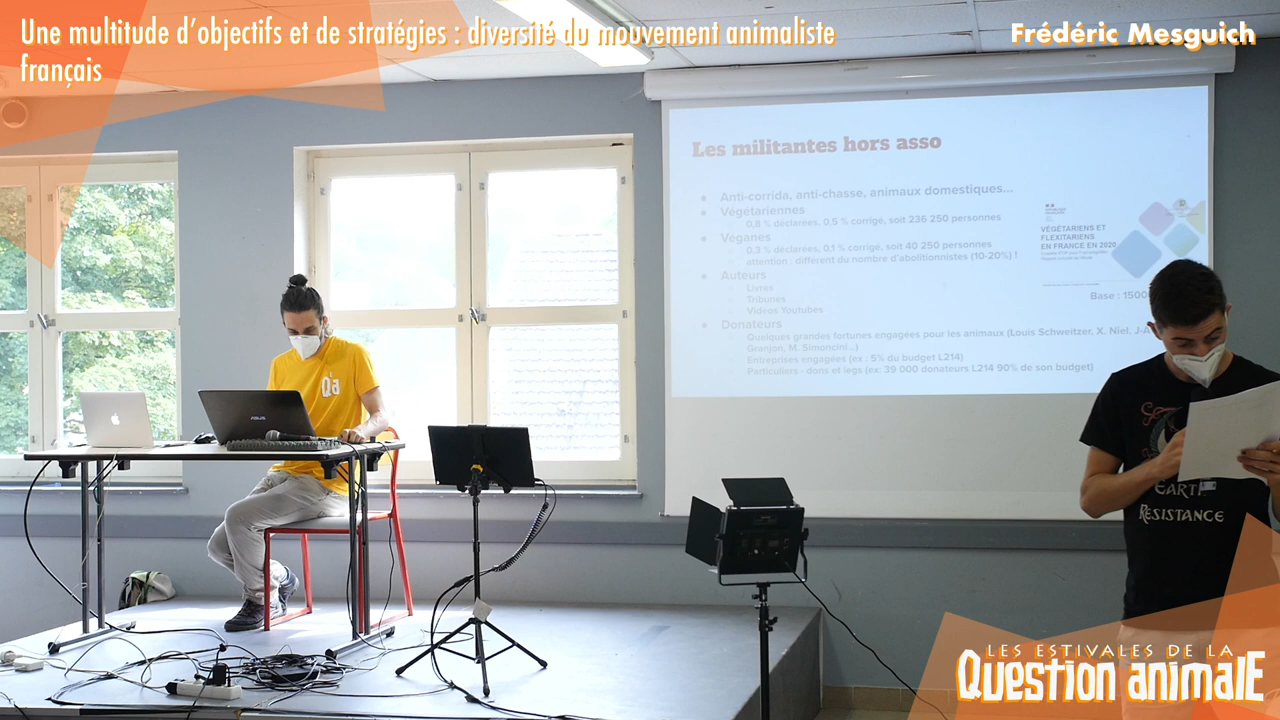 Une multitude d'objectifs et de stratégies : diversité du mouvement animaliste
français
Frédéric Mesguich
Les militantes hors asso
• Anti-corrida, anti-chasse, animaux domestiques...
• Végétariennes
0,8 % déclarées, 0,5 % corrigé, soit 236 250 personnes
• Véganes
0,3 % déclarées, 0,1 % corrigé, soit 40 250 personnes
attention : différent du nombre d'abolitionnistes (10-20%) !
• Auteurs
Livres
Tribunes
Vidéos Youtubes
• Donateurs
Quelques grandes fortunes engagées pour les animaux (Louis Schweitzer, X. Niel, J-A
Granjon, M. Simoncini...)
Entreprises engagées (ex : 5% du budget L214)
Particuliers - dons et legs (ex: 39 000 donateurs L214 90% de son budget)
VÉGÉTARIENS ET
FLEXITARIENS
EN FRANCE EN 2020
Base : 1500
Q'a
ASUS
EARTH
RESISTANCE
LES ESTIVALES DE LA
QUESTION ANIMALE